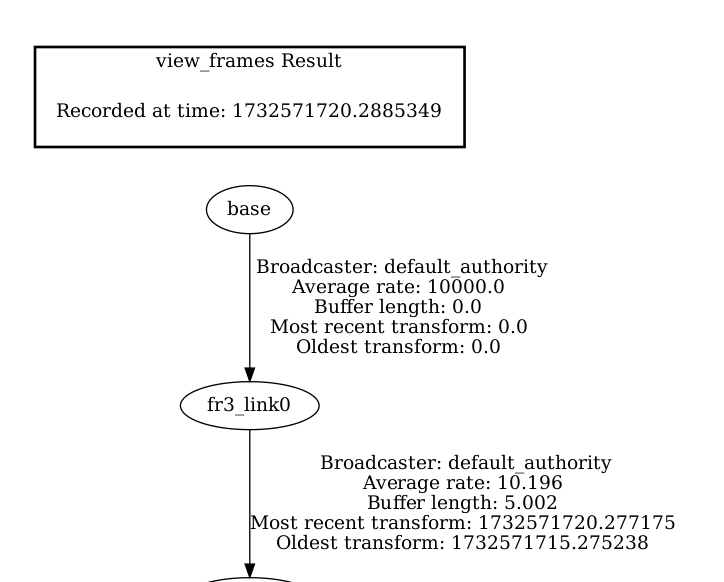 view_frames Result
Recorded at time: 1732571720.2885349
base
Broadcaster: default_authority
Average rate: 10000.0
Buffer length: 0.0
Most recent transform: 0.0
Oldest transform: 0.0
fr3_link0
Broadcaster: default_authority
Average rate: 10.196
Buffer length: 5.002
Most recent transform: 1732571720.277175
Oldest transform: 1732571715.275238